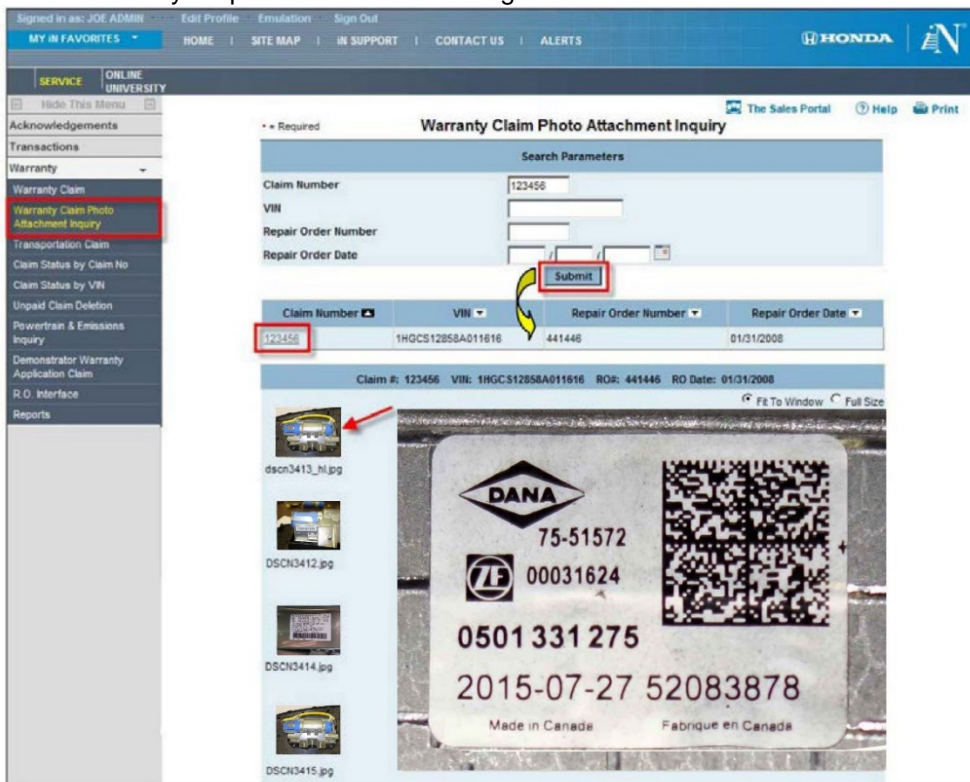 Signed in as: JOE ADMIN Edit Profile Emulation Sign Out
MY iN FAVORITES HOME | SITE MAP | iN SUPPORT | CONTACT US | ALERTS HONDA iN
SERVICE
ONLINE
UNIVERSITY
Hide This Menu
The Sales Portal Help Print
Acknowledgements
Transactions
Warranty
Warranty Claim
Warranty Claim Photo
Attachment Inquiry
Transportation Claim
Claim Status by Claim No
Claim Status by VIN
Unpaid Claim Deletion
Powertrain & Emissions
Inquiry
Demonstrator Warranty
Application Claim
R.O. Interface
Reports
• = Required Warranty Claim Photo Attachment Inquiry
Search Parameters
Claim Number 123456
VIN
Repair Order Number
Repair Order Date / /
Submit
Claim Number VIN Repair Order Number Repair Order Date
123456 1HGCS12858A011616 441446 01/31/2008
Claim #: 123456 VIN: 1HGCS12858A011616 RO#: 441446 RO Date: 01/31/2008
Fit To Window Full Size
dscn3413_hl.jpg
DSCN3412.jpg
DSCN3414.jpg
DSCN3415.jpg
DANA
75-51572
ZF 00031624
0501 331 275
2015-07-27 52083878
Made in Canada Fabrique en Canada